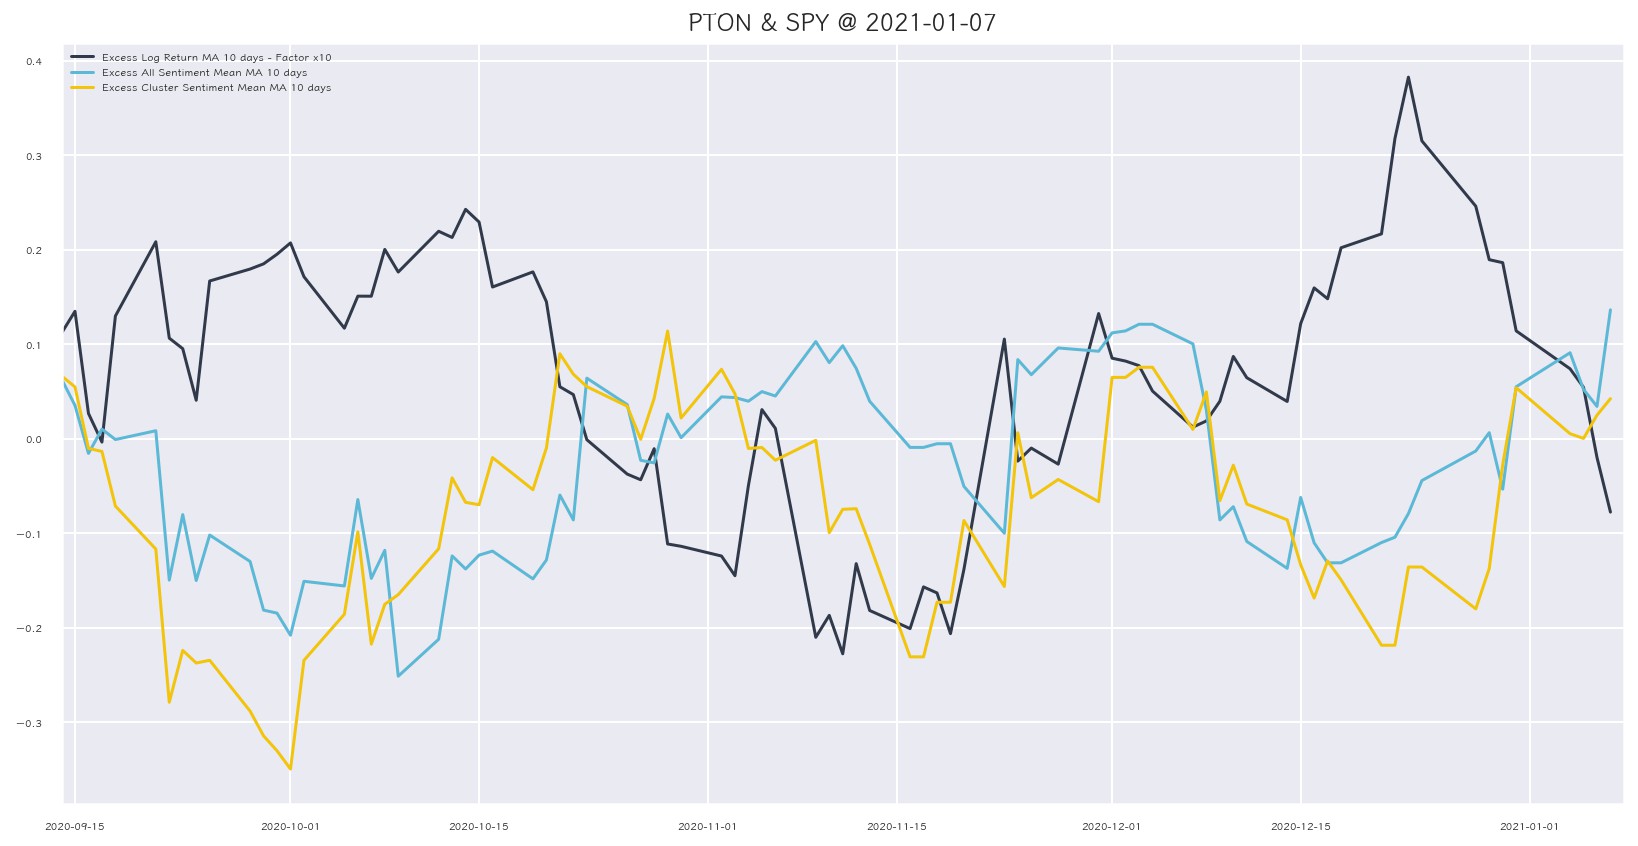 PTON & SPY @ 2021-01-07
Excess Log Return MA 10 days - Factor x10
Excess All Sentiment Mean MA 10 days
Excess Cluster Sentiment Mean MA 10 days
0.4
0.3
0.2
0.1
0.0
−0.1
−0.2
−0.3
2020-09-15 2020-10-01 2020-10-15 2020-11-01 2020-11-15 2020-12-01 2020-12-15 2021-01-01